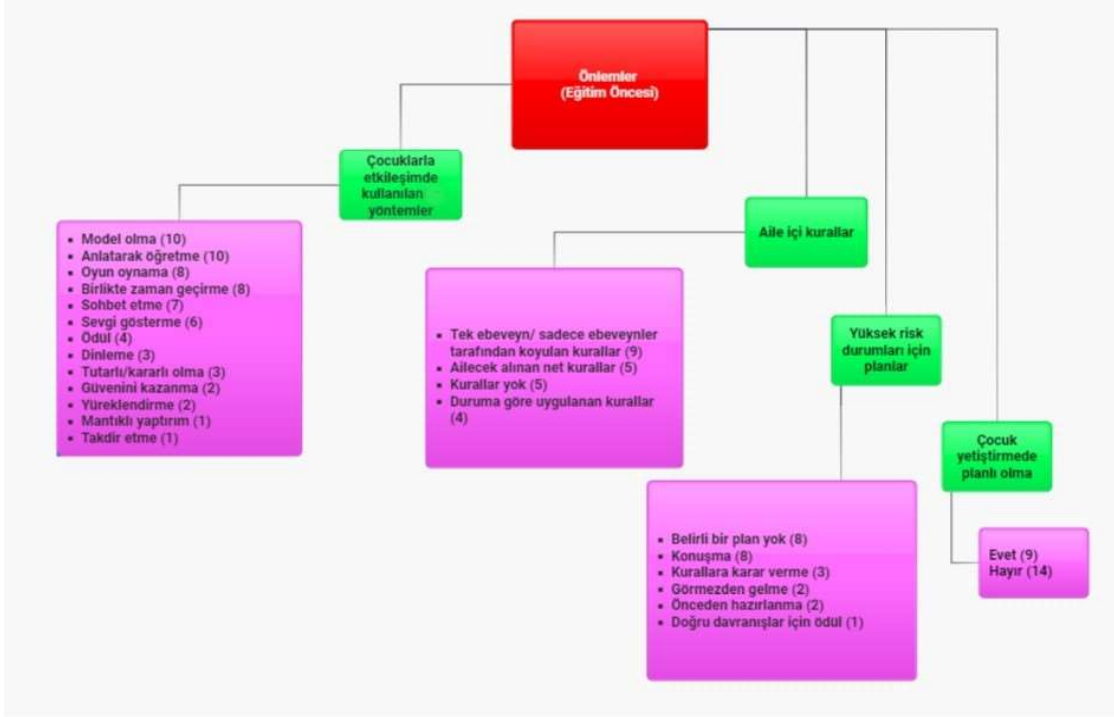 Önlemler
(Eğitim Öncesi)
Çocuklarla
etkileşimde
kullanılan
yöntemler
▪ Model olma (10)
▪ Anlatarak öğretme (10)
▪ Oyun oynama (8)
▪ Birlikte zaman geçirme (8)
▪ Sohbet etme (7)
▪ Sevgi gösterme (6)
▪ Ödül (4)
▪ Dinleme (3)
▪ Tutarlı/kararlı olma (3)
▪ Güvenini kazanma (2)
▪ Yüreklendirme (2)
▪ Mantıklı yaptırım (1)
▪ Takdir etme (1)
Aile içi kurallar
▪ Tek ebeveyn/ sadece ebeveynler
tarafından koyulan kurallar (9)
▪ Ailecek alınan net kurallar (5)
▪ Kurallar yok (5)
▪ Duruma göre uygulanan kurallar
(4)
Yüksek risk
durumları için
planlar
▪ Belirli bir plan yok (8)
▪ Konuşma (8)
▪ Kurallara karar verme (3)
▪ Görmezden gelme (2)
▪ Önceden hazırlanma (2)
▪ Doğru davranışlar için ödül (1)
Çocuk
yetiştirmede
planlı olma
Evet (9)
Hayır (14)